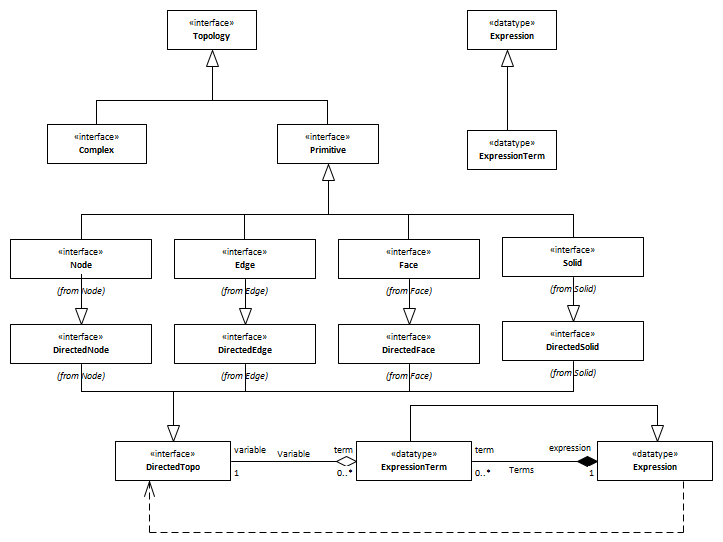 «interface»
Topology
«datatype»
Expression
«interface»
Complex
«interface»
Primitive
«datatype»
ExpressionTerm
«interface»
Node
(from Node)
«interface»
Edge
(from Edge)
«interface»
Face
(from Face)
«interface»
Solid
(from Solid)
«interface»
DirectedNode
(from Node)
«interface»
DirectedEdge
(from Edge)
«interface»
DirectedFace
(from Face)
«interface»
DirectedSolid
(from Solid)
«interface»
DirectedTopo
variable
Variable
term
1
0..*
«datatype»
ExpressionTerm
term
expression
0..*
Terms
1
«datatype»
Expression